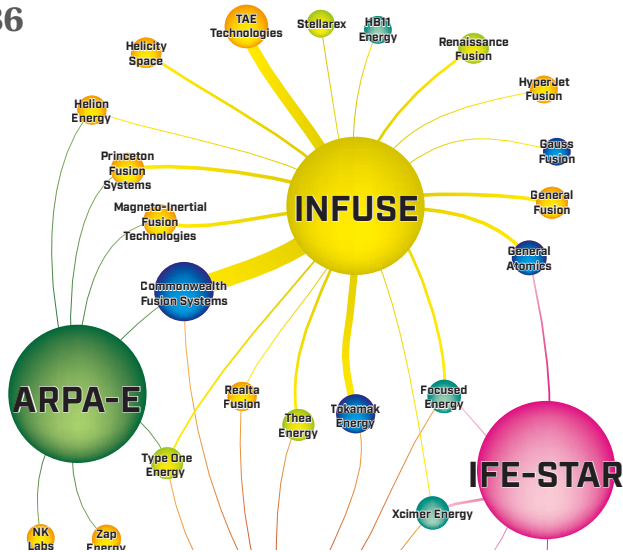 36
TAE
Technologies
Stellarex
HB11
Energy
Renaissance
Fusion
Helicity
Space
HyperJet
Fusion
Helion
Energy
Gauss
Fusion
Princeton
Fusion
Systems
General
Fusion
INFUSE
Magneto-Inertial
Fusion
Technologies
General
Atomics
Commonwealth
Fusion Systems
ARPA-E
Realta
Fusion
Thea
Energy
Tokamak
Energy
Focused
Energy
Type One
Energy
IFE-STAR
Xcimer Energy
NK
Labs
Zap
Energy